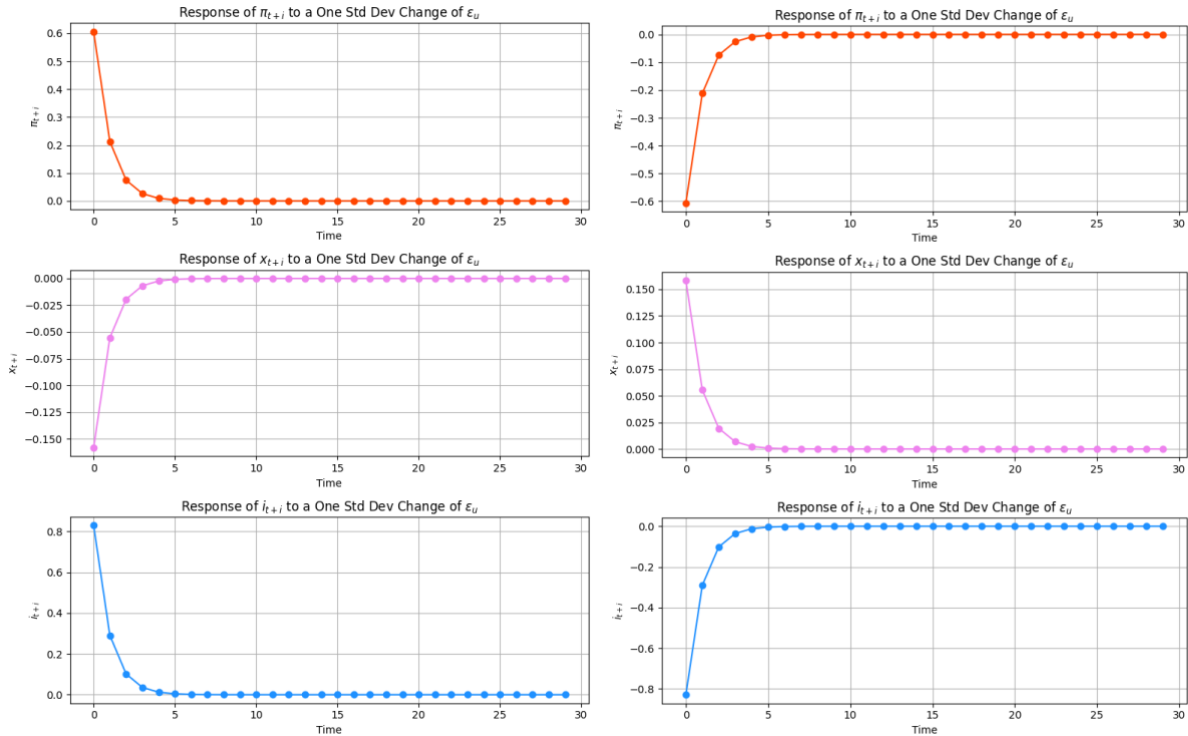 Response of π_{t+i} to a One Std Dev Change of ε_u
0.6
0.5
0.4
0.3
0.2
0.1
0.0
π_{t+i}
0 5 10 15 20 25 30
Time
Response of π_{t+i} to a One Std Dev Change of ε_u
0.0
−0.1
−0.2
−0.3
−0.4
−0.5
−0.6
π_{t+i}
0 5 10 15 20 25 30
Time
Response of x_{t+i} to a One Std Dev Change of ε_u
0.000
−0.025
−0.050
−0.075
−0.100
−0.125
−0.150
x_{t+i}
0 5 10 15 20 25 30
Time
Response of x_{t+i} to a One Std Dev Change of ε_u
0.150
0.125
0.100
0.075
0.050
0.025
0.000
x_{t+i}
0 5 10 15 20 25 30
Time
Response of i_{t+i} to a One Std Dev Change of ε_u
0.8
0.6
0.4
0.2
0.0
i_{t+i}
0 5 10 15 20 25 30
Time
Response of i_{t+i} to a One Std Dev Change of ε_u
0.0
−0.2
−0.4
−0.6
−0.8
i_{t+i}
0 5 10 15 20 25 30
Time